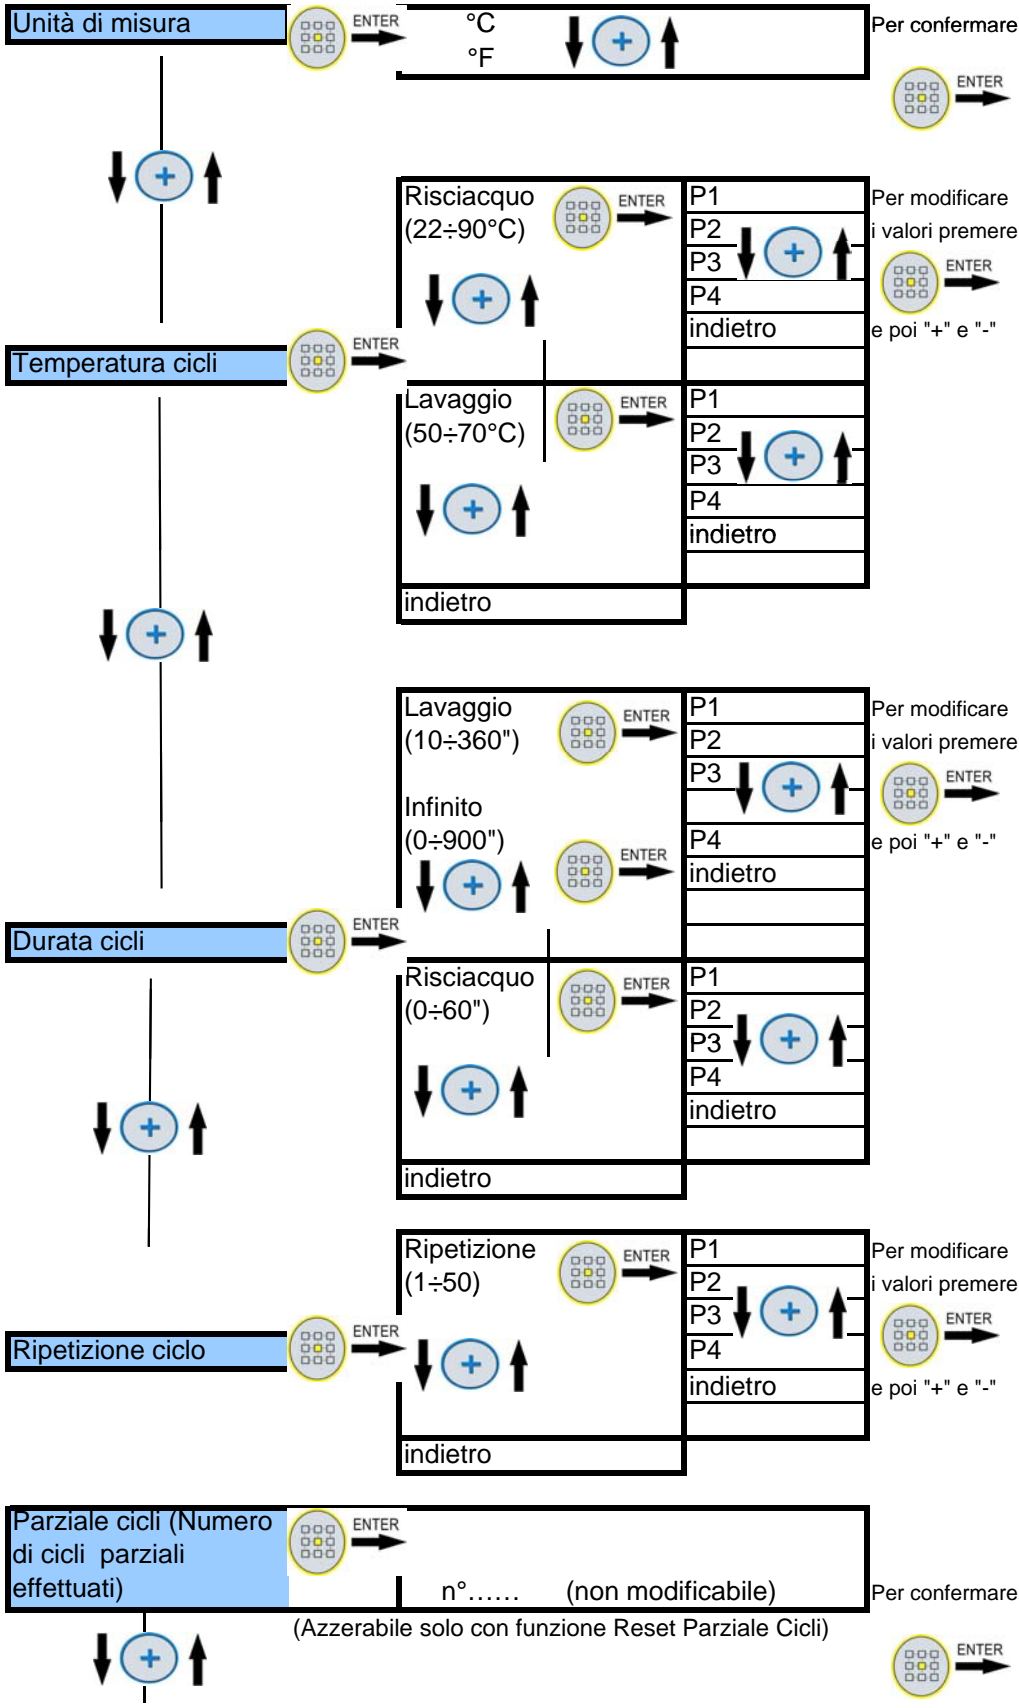 Unità di misura
ENTER
°C
°F
Per confermare
ENTER
Risciacquo
(22÷90°C)
ENTER
P1
P2
P3
P4
indietro
Per modificare
i valori premere
ENTER
e poi "+" e "-"
Temperatura cicli
ENTER
Lavaggio
(50÷70°C)
ENTER
P1
P2
P3
P4
indietro
indietro
Lavaggio
(10÷360")
ENTER
Infinito
(0÷900")
ENTER
P1
P2
P3
P4
indietro
Per modificare
i valori premere
ENTER
e poi "+" e "-"
Durata cicli
ENTER
Risciacquo
(0÷60")
ENTER
P1
P2
P3
P4
indietro
indietro
Ripetizione
(1÷50)
ENTER
P1
P2
P3
P4
indietro
Per modificare
i valori premere
ENTER
e poi "+" e "-"
Ripetizione ciclo
ENTER
indietro
Parziale cicli (Numero
di cicli  parziali
effettuati)
ENTER
n°...... (non modificabile)
Per confermare
(Azzerabile solo con funzione Reset Parziale Cicli)
ENTER